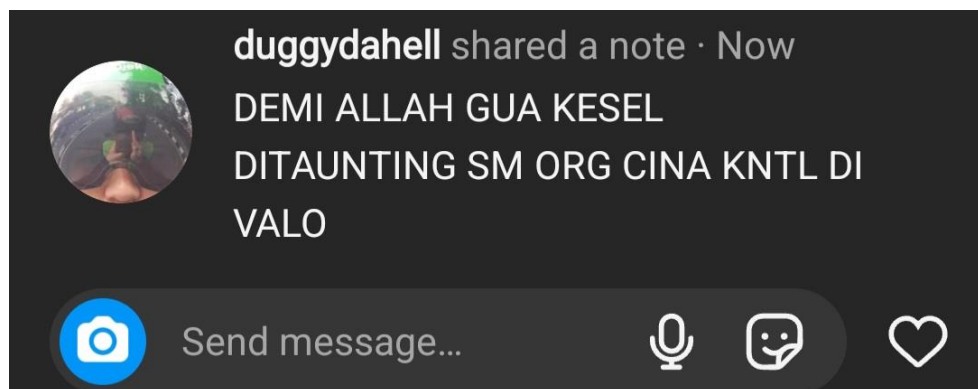 duggydahell shared a note · Now
DEMI ALLAH GUA KESEL
DITAUNTING SM ORG CINA KNTL DI
VALO
Send message...